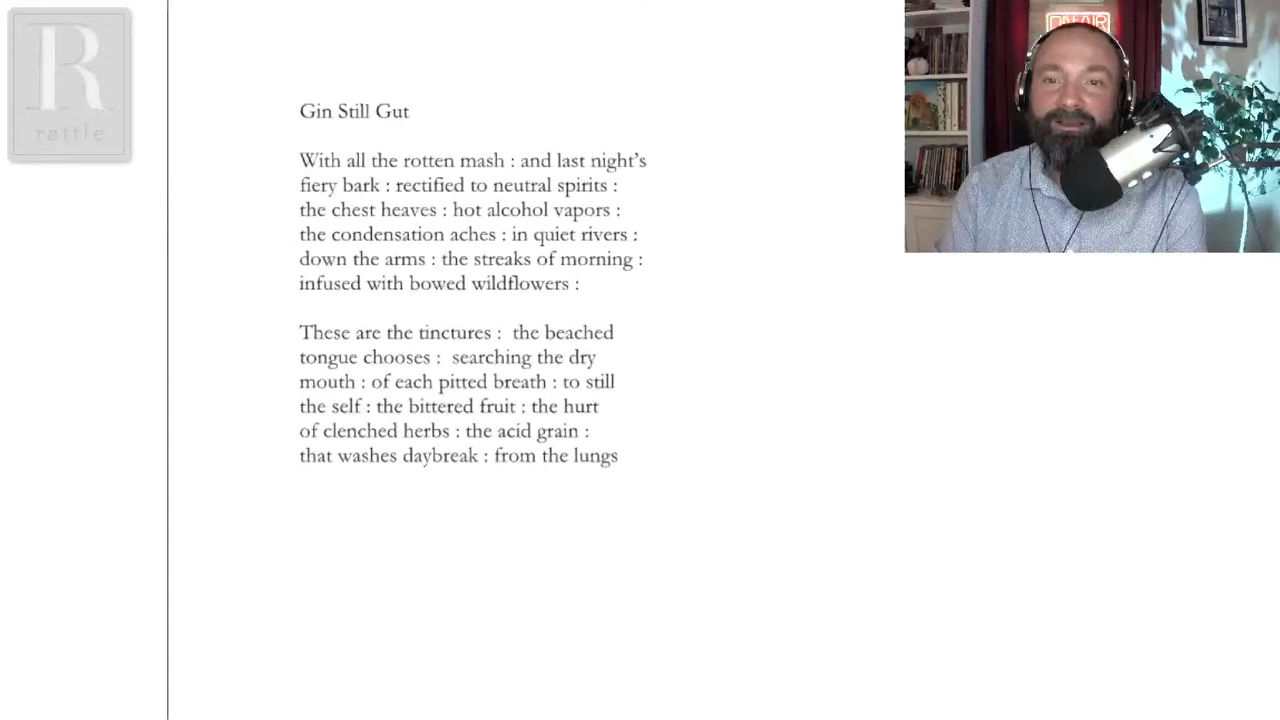 R
rattle
ON AIR
Gin Still Gut
With all the rotten mash : and last night’s
fiery bark : rectified to neutral spirits :
the chest heaves : hot alcohol vapors :
the condensation aches : in quiet rivers :
down the arms : the streaks of morning :
infused with bowed wildflowers :
These are the tinctures :  the beached
tongue chooses :  searching the dry
mouth : of each pitted breath : to still
the self : the bittered fruit : the hurt
of clenched herbs : the acid grain :
that washes daybreak : from the lungs